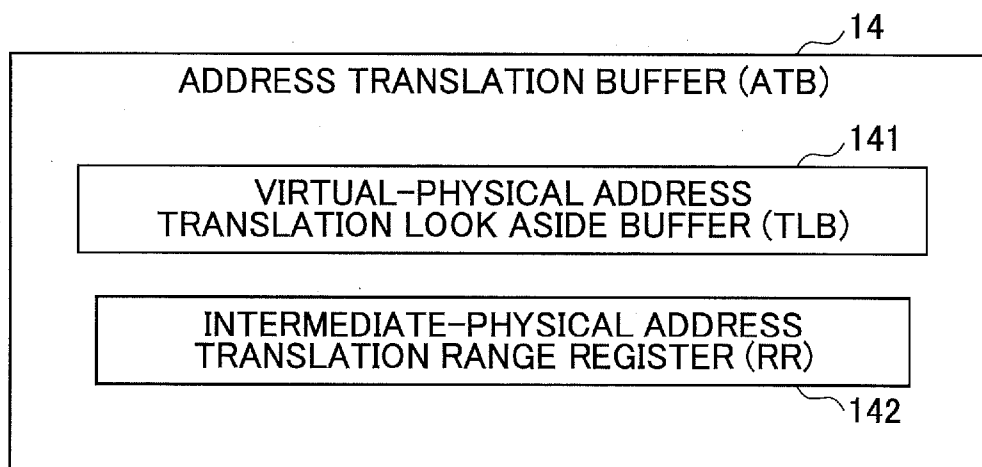 14
ADDRESS TRANSLATION BUFFER (ATB)
141
VIRTUAL-PHYSICAL ADDRESS
TRANSLATION LOOK ASIDE BUFFER (TLB)
INTERMEDIATE-PHYSICAL ADDRESS
TRANSLATION RANGE REGISTER (RR)
142